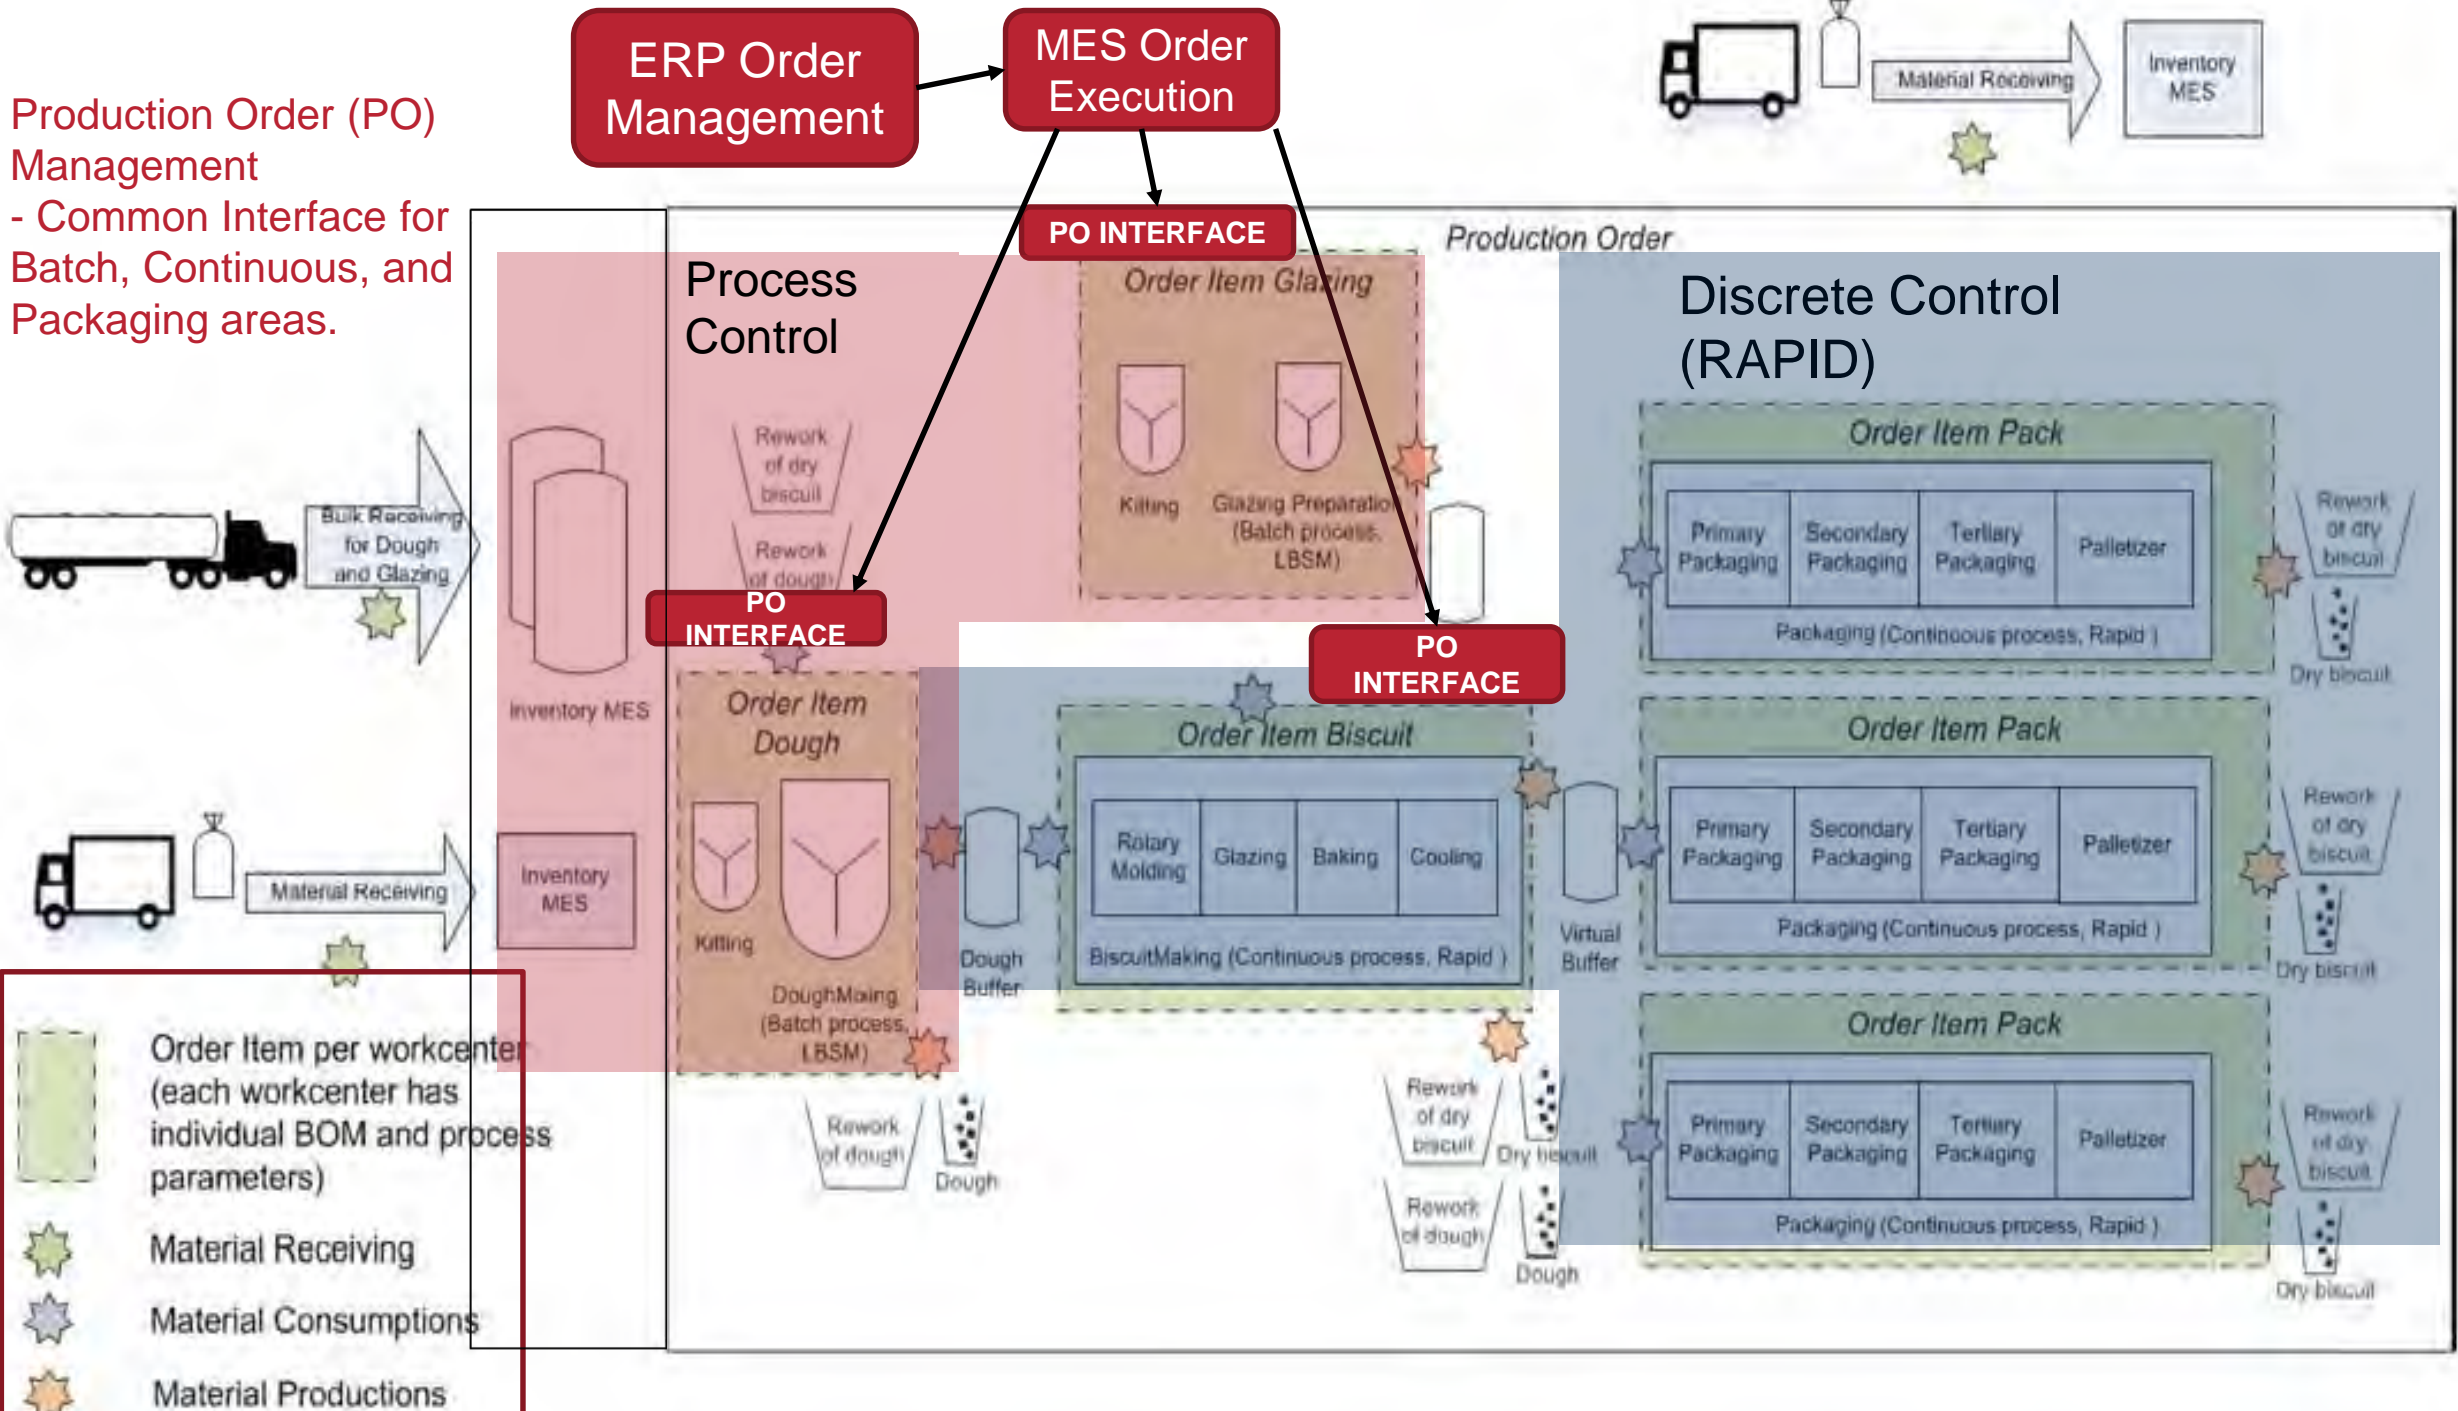 ERP Order
Management
MES Order
Execution
Material Receiving
Inventory
MES
Production Order (PO)
Management
- Common Interface for
Batch, Continuous, and
Packaging areas.
PO INTERFACE
Production Order
Process
Control
Order Item Glazing
Kitting
Glazing Preparation
(Batch process,
LBSM)
Discrete Control
(RAPID)
Rework
of dry
biscuit
Rework
of dough
PO
INTERFACE
Bulk Receiving
for Dough
and Glazing
Inventory MES
Order Item Pack
Primary
Packaging
Secondary
Packaging
Tertiary
Packaging
Palletizer
Packaging (Continuous process, Rapid )
Rework
of dry
biscuit
Dry biscuit
PO
INTERFACE
Order Item
Dough
Kitting
DoughMixing
(Batch process,
LBSM)
Dough
Buffer
Order Item Biscuit
Rotary
Molding
Glazing
Baking
Cooling
BiscuitMaking (Continuous process, Rapid )
Virtual
Buffer
Order Item Pack
Primary
Packaging
Secondary
Packaging
Tertiary
Packaging
Palletizer
Packaging (Continuous process, Rapid )
Rework
of dry
biscuit
Dry biscuit
Material Receiving
Inventory
MES
Rework
of dough
Dough
Rework
of dry
biscuit
Dry biscuit
Rework
of dough
Dough
Order Item Pack
Primary
Packaging
Secondary
Packaging
Tertiary
Packaging
Palletizer
Packaging (Continuous process, Rapid )
Rework
of dry
biscuit
Dry biscuit
Order Item per workcenter
(each workcenter has
individual BOM and process
parameters)
Material Receiving
Material Consumptions
Material Productions